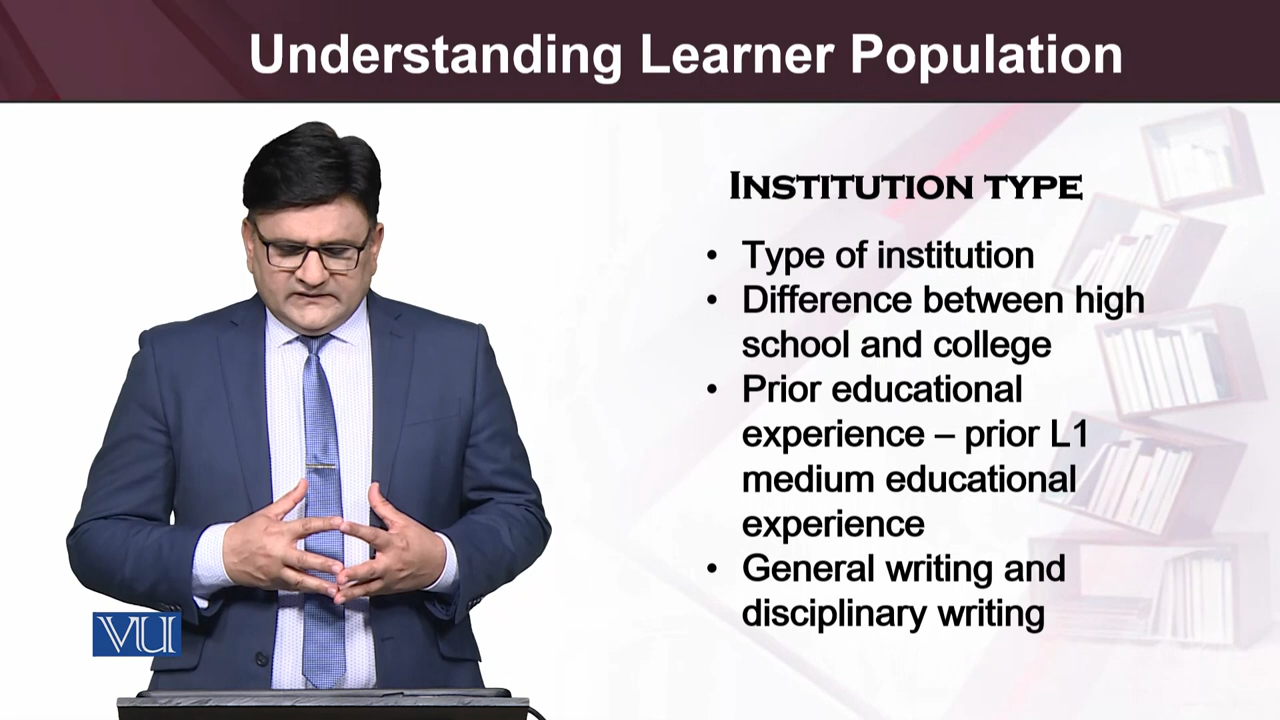 Understanding Learner Population
INSTITUTION TYPE
• Type of institution
• Difference between high
school and college
• Prior educational
experience – prior L1
medium educational
experience
• General writing and
disciplinary writing
VU